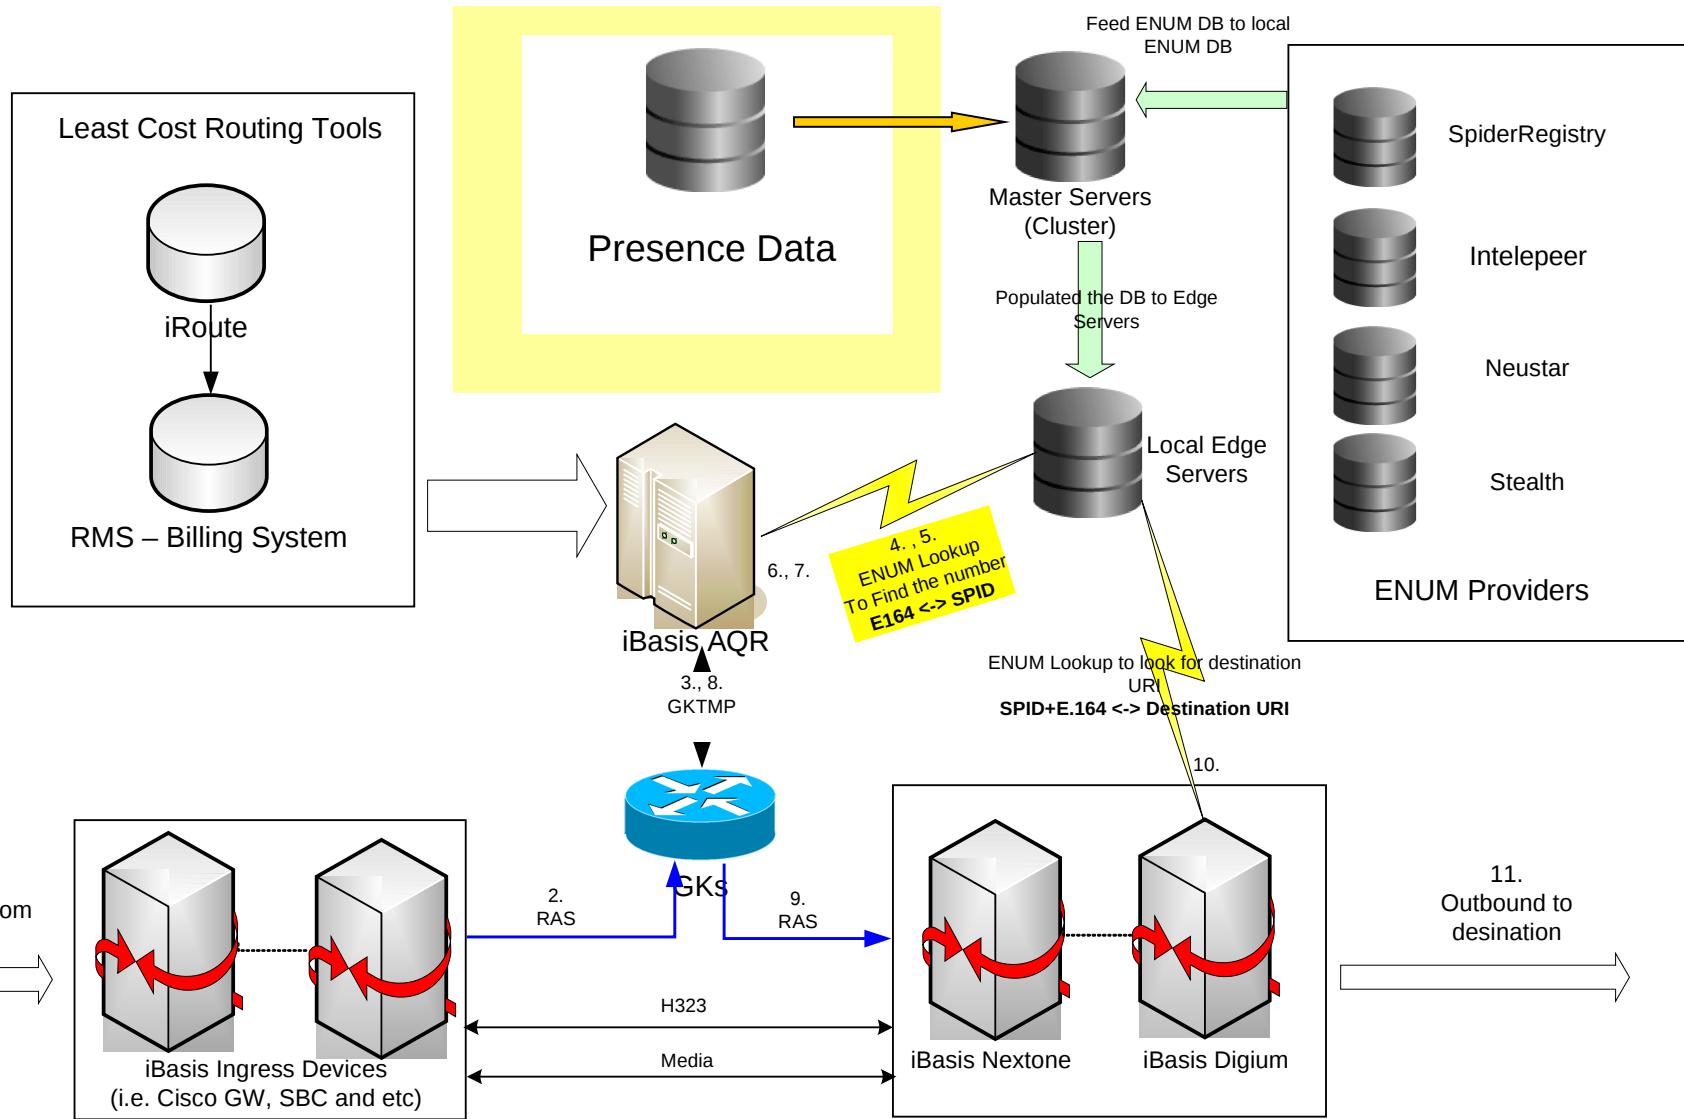 Feed ENUM DB to local
ENUM DB
Least Cost Routing Tools
iRoute
RMS – Billing System
Presence Data
Master Servers
(Cluster)
Populated the DB to Edge
Servers
SpiderRegistry
Intelepeer
Neustar
Stealth
ENUM Providers
Local Edge
Servers
4. , 5.
ENUM Lookup
To Find the number
E164 <-> SPID
6., 7.
iBasis AQR
3., 8.
GKTMP
ENUM Lookup to look for destination
URI
SPID+E.164 <-> Destination URI
10.
GKs
2.
RAS
9.
RAS
om
11.
Outbound to
desination
H323
Media
iBasis Ingress Devices
(i.e. Cisco GW, SBC and etc)
iBasis Nextone
iBasis Digium